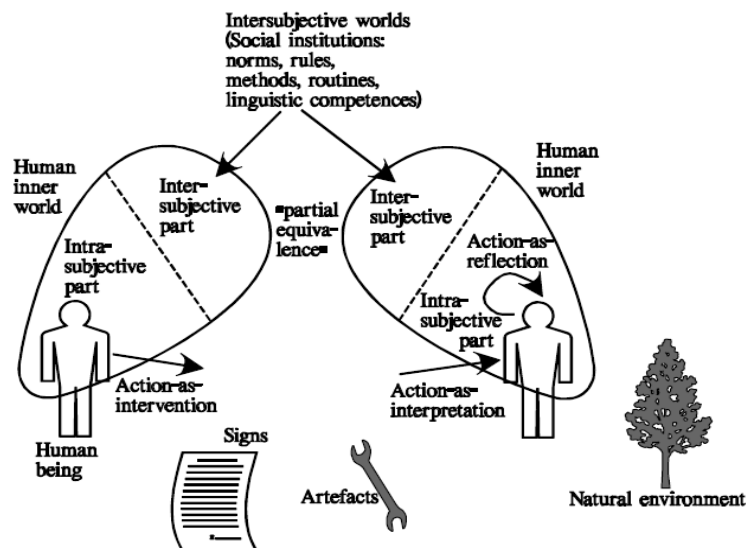 Intersubjective worlds
(Social institutions:
norms, rules,
methods, routines,
linguistic competences)
Human
inner
world
Inter-
subjective
part
Intra-
subjective
part
"partial
equiva-
lence"
Inter-
subjective
part
Human
inner
world
Action-as-
reflection
Intra-
subjective
part
Action-as-
intervention
Action-as-
interpretation
Human
being
Signs
Artefacts
Natural environment